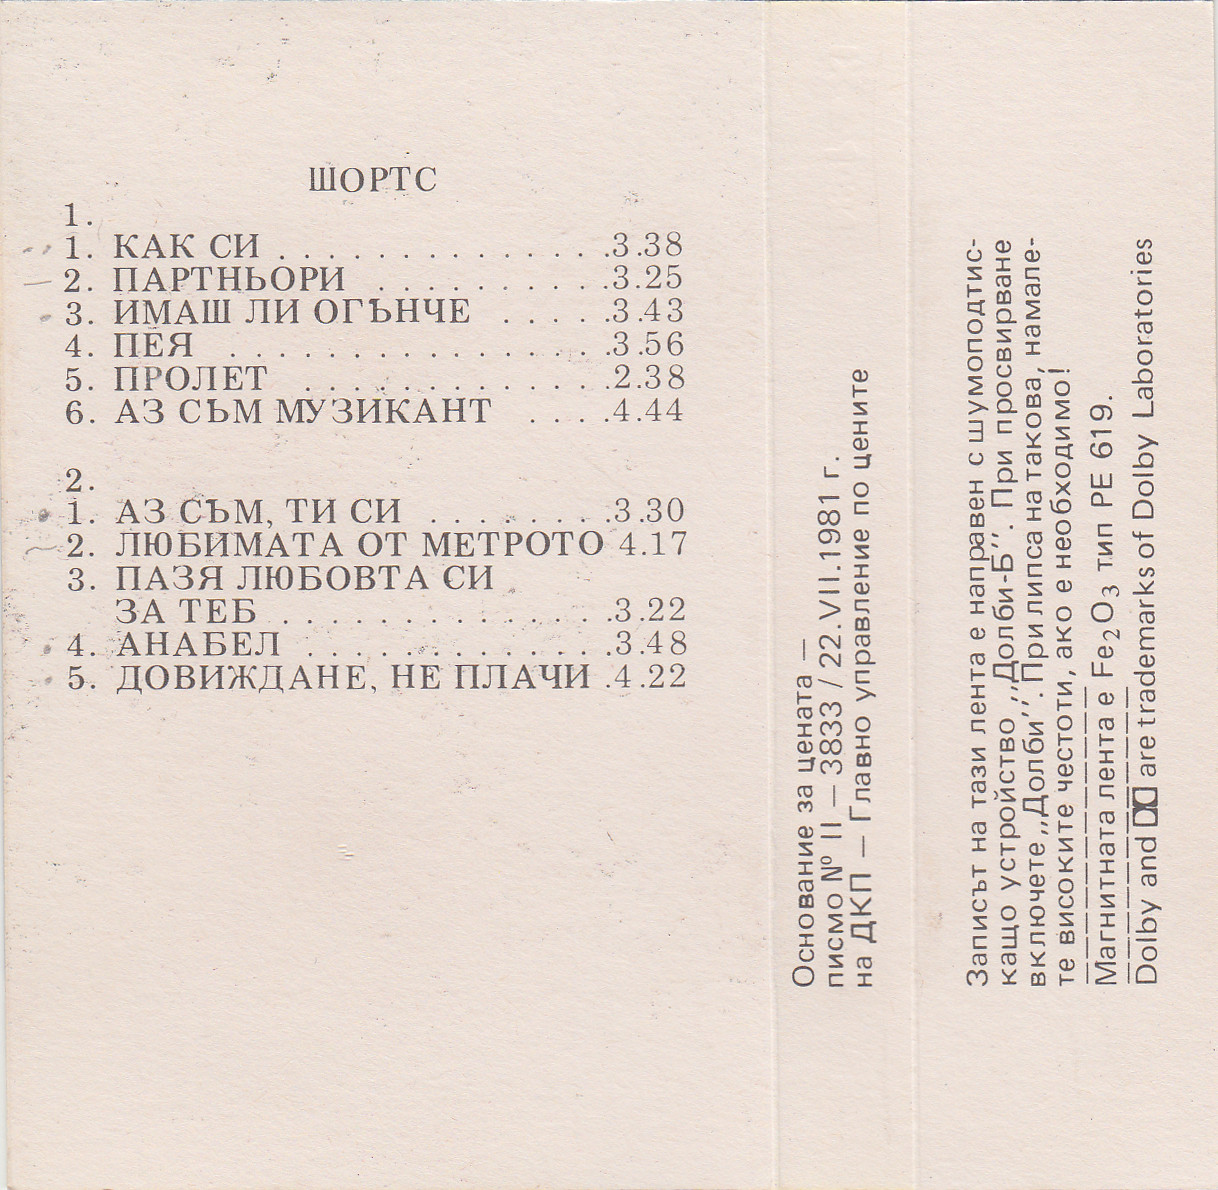 ШОРТС
1.
1. КАК СИ . . . . . . . . . . . . . .3.38
2. ПАРТНЬОРИ . . . . . . . . . .3.25
3. ИМАШ ЛИ ОГЪНЧЕ . . . . .3.43
4. ПЕЯ . . . . . . . . . . . . . . . .3.56
5. ПРОЛЕТ . . . . . . . . . . . . .2.38
6. АЗ СЪМ МУЗИКАНТ . . . .4.44
2.
1. АЗ СЪМ, ТИ СИ . . . . . . . .3.30
2. ЛЮБИМАТА ОТ МЕТРОТО 4.17
3. ПАЗЯ ЛЮБОВТА СИ
ЗА ТЕБ . . . . . . . . . . . . . .3.22
4. АНАБЕЛ . . . . . . . . . . . . .3.48
5. ДОВИЖДАНЕ, НЕ ПЛАЧИ .4.22
Основание за цената —
писмо № II — 3833 / 22.VII.1981 г.
на ДКП — Главно управление по цените
Записът на тази лента е направен с шумоподтис-
кащо устройство ,,Долби-Б''. При просвирване
включете ,,Долби''. При липса на такова, намале-
те високите честоти, ако е необходимо!
Магнитната лента е Fe2O3 тип PE 619.
Dolby and are trademarks of Dolby Laboratories